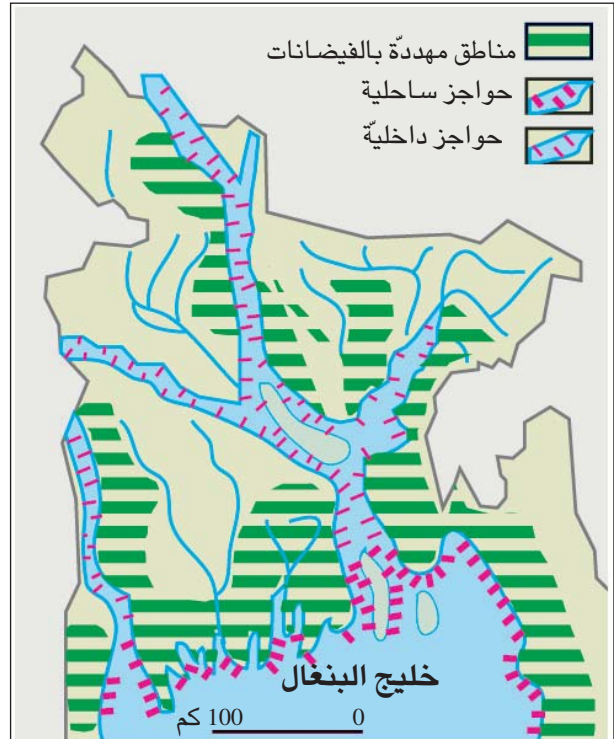 مناطق مهددّة بالفيضانات
حواجز ساحلية
حواجز داخليّة
خليج البنغال
100 كم 0